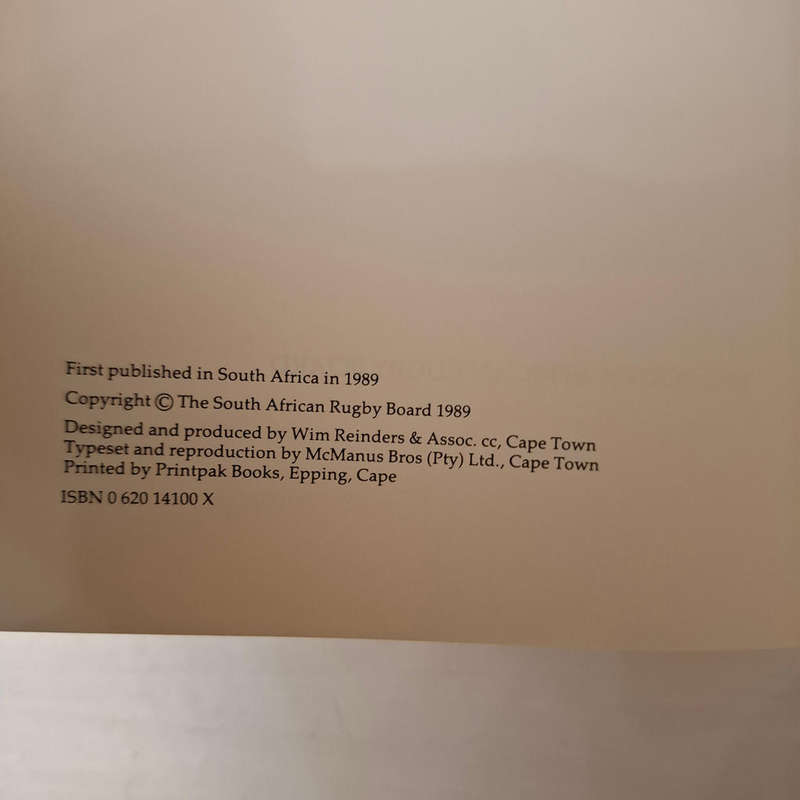 First published in South Africa in 1989
Copyright © The South African Rugby Board 1989
Designed and produced by Wim Reinders & Assoc. cc, Cape Town
Typeset and reproduction by McManus Bros (Pty) Ltd., Cape Town
Printed by Printpak Books, Epping, Cape
ISBN 0 620 14100 X